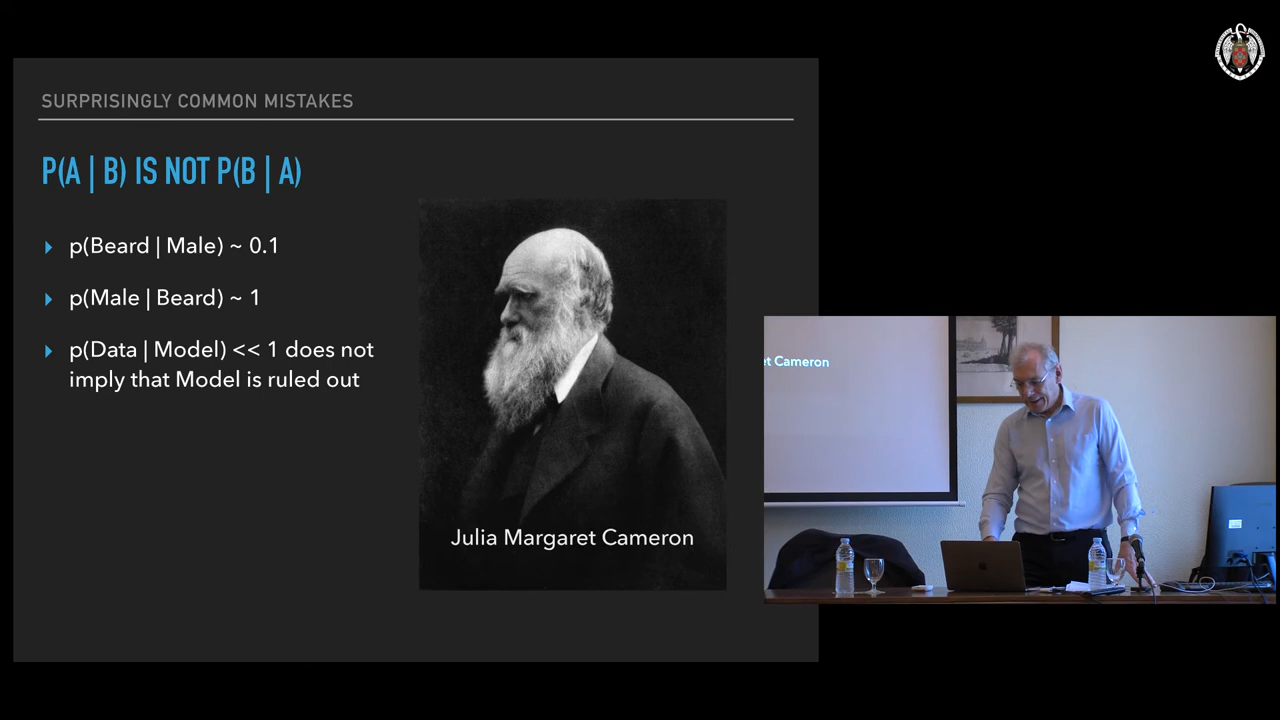 SURPRISINGLY COMMON MISTAKES
P(A | B) IS NOT P(B | A)
p(Beard | Male) ~ 0.1
p(Male | Beard) ~ 1
p(Data | Model) << 1 does not
imply that Model is ruled out
Julia Margaret Cameron
et Cameron